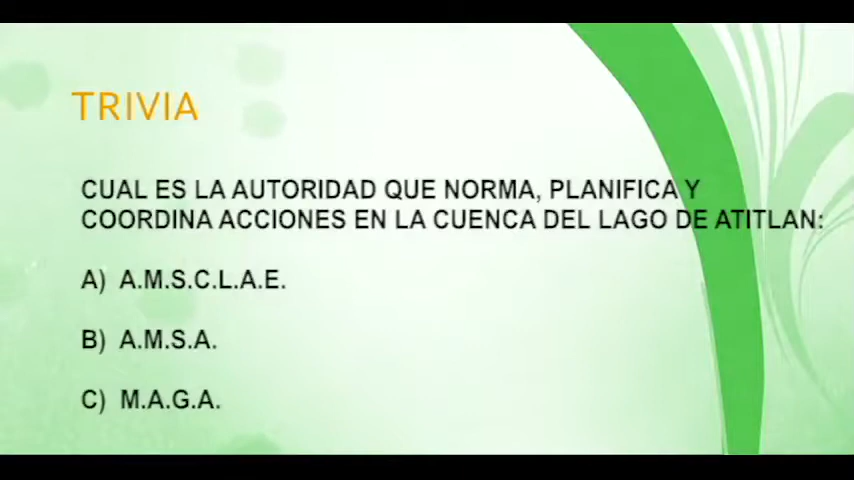 TRIVIA
CUAL ES LA AUTORIDAD QUE NORMA, PLANIFICA Y
COORDINA ACCIONES EN LA CUENCA DEL LAGO DE ATITLAN:
A) A.M.S.C.L.A.E.
B) A.M.S.A.
C) M.A.G.A.